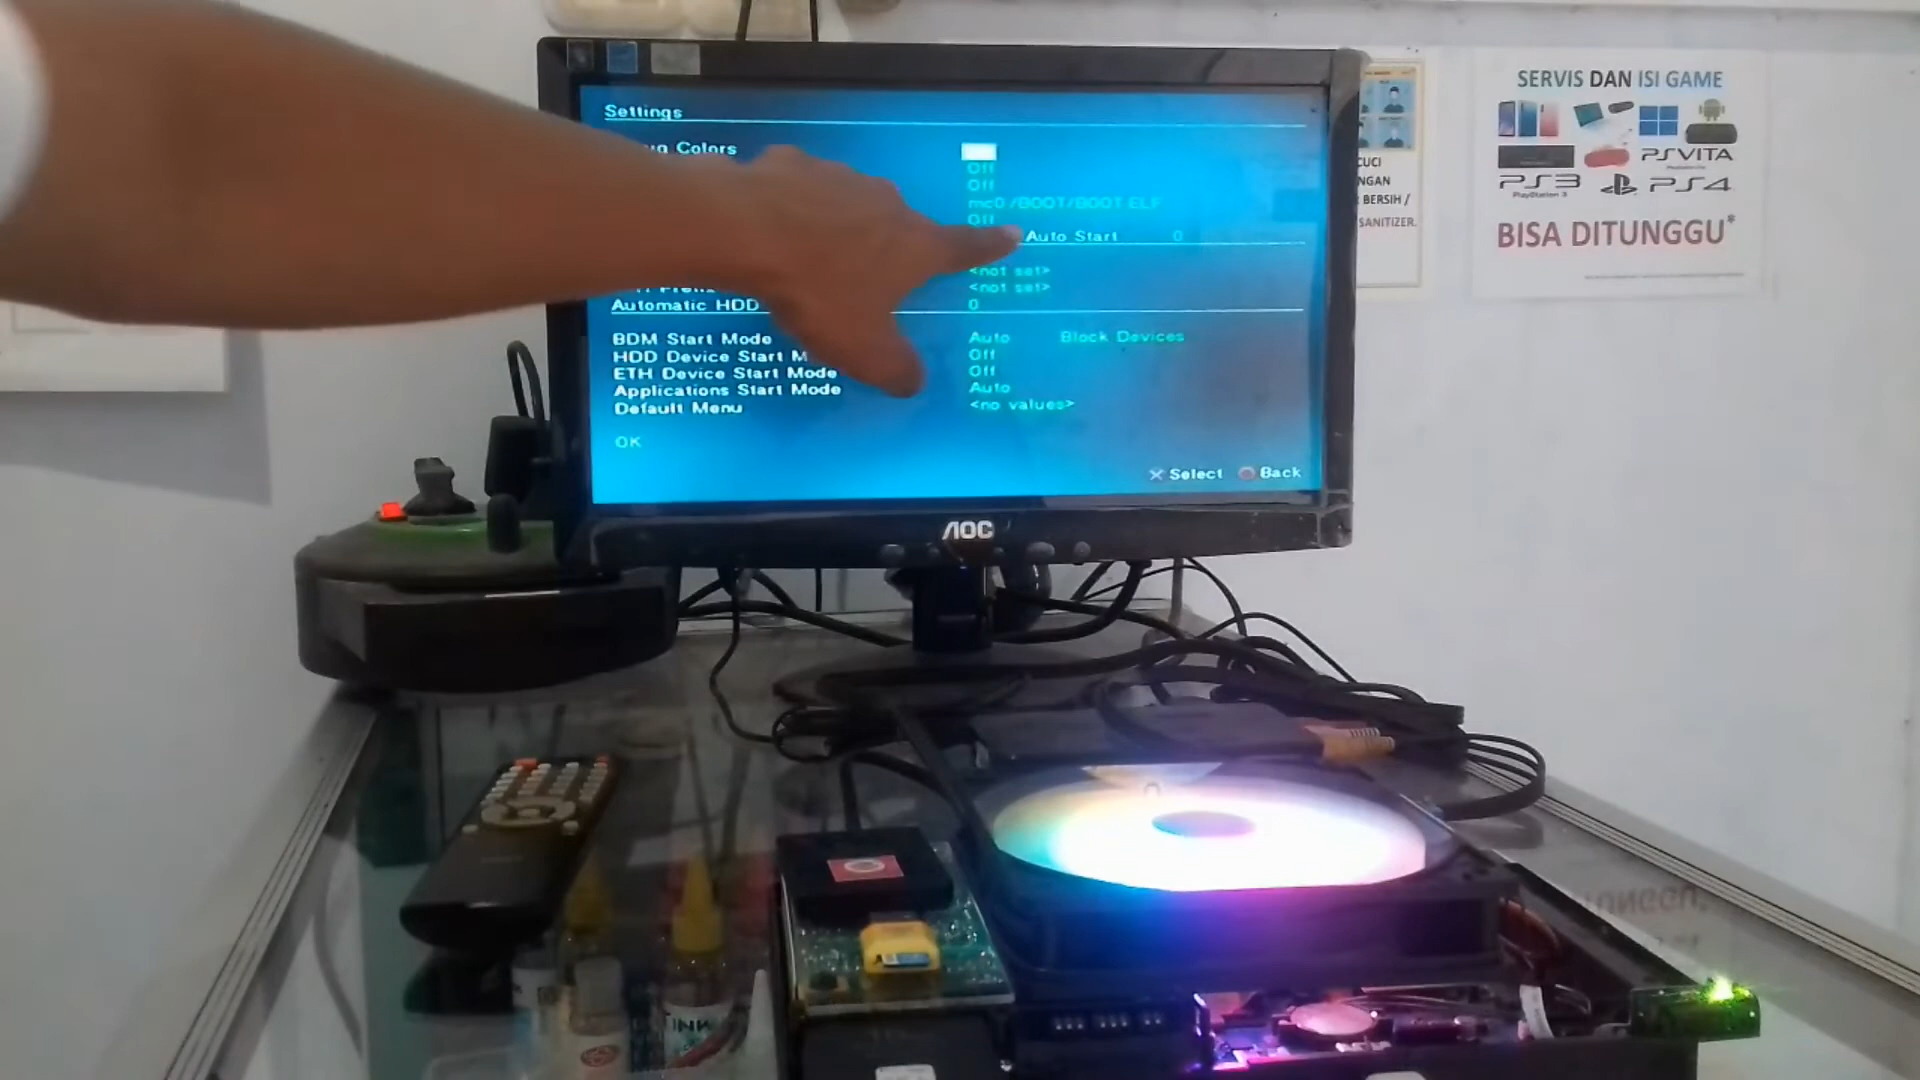 Settings
Colors
Off
Off
mc0:/BOOT/BOOT.ELF
Off
Auto Start 0
<not set>
<not set>
Automatic HDD 0
BDM Start Mode Auto Block Devices
HDD Device Start M Off
ETH Device Start Mode Off
Applications Start Mode Auto
Default Menu <no values>
OK
Select Back
AOC
CUCI
NGAN
BERSIH /
SANITIZER.
SERVIS DAN ISI GAME
PSVITA
PS3 PS4
PlayStation 3
BISA DITUNGGU*